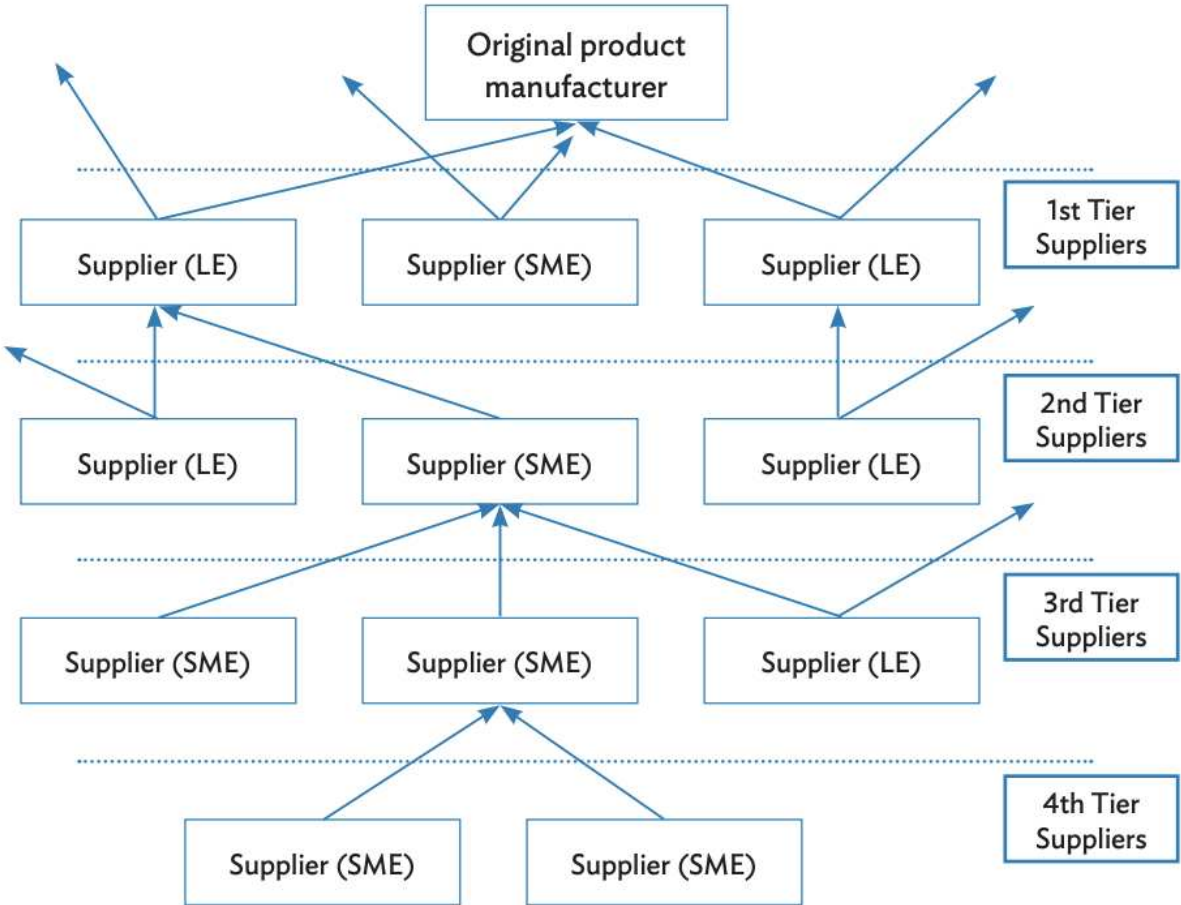 Original product
manufacturer
1st Tier
Suppliers
Supplier (LE)
Supplier (SME)
Supplier (LE)
2nd Tier
Suppliers
Supplier (LE)
Supplier (SME)
Supplier (LE)
3rd Tier
Suppliers
Supplier (SME)
Supplier (SME)
Supplier (LE)
4th Tier
Suppliers
Supplier (SME)
Supplier (SME)